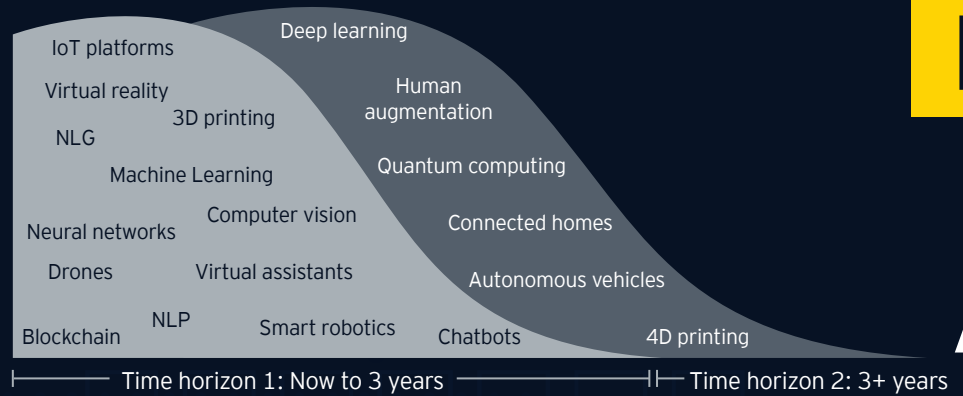 IoT platforms
Deep learning
Virtual reality
Human
augmentation
3D printing
NLG
Quantum computing
Machine Learning
Computer vision
Connected homes
Neural networks
Drones
Virtual assistants
Autonomous vehicles
Blockchain
NLP
Smart robotics
Chatbots
4D printing
Time horizon 1: Now to 3 years
Time horizon 2: 3+ years